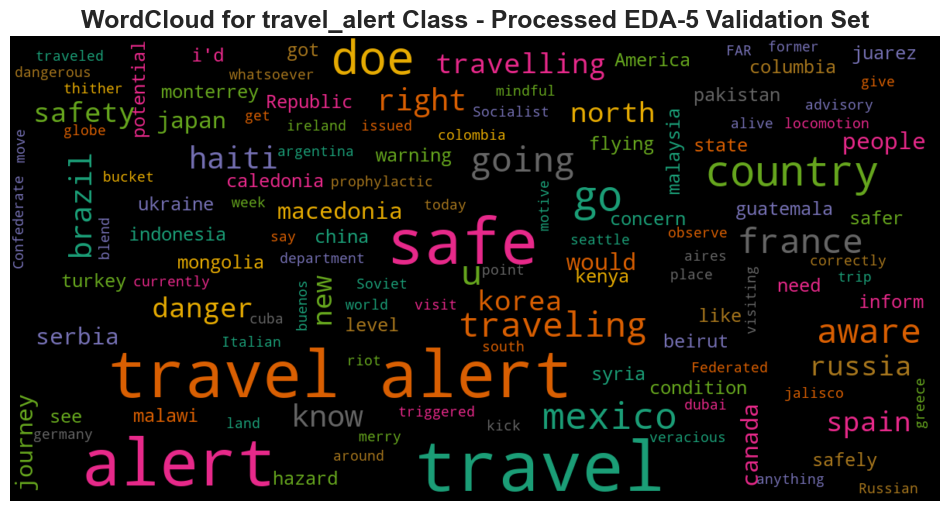 WordCloud for travel_alert Class - Processed EDA-5 Validation Set
traveled
i'd
got
doe
travelling
America
FAR
former
juarez
dangerous
potential
whatsoever
columbia
thither
monterrey
Republic
right
mindful
north
pakistan
give
safety
japan
get
ireland
issued
Socialist
advisory
globe
colombia
flying
malaysia
alive
locomotion
state
people
Confederate
move
brazil
haiti
argentina
warning
going
country
bucket
caledonia
prophylactic
motive
go
ukraine
week
macedonia
today
concern
guatemala
safer
blend
indonesia
say
china
safe
seattle
observe
france
mongolia
department
u
point
would
aires
correctly
turkey
currently
buenos
new
Soviet
kenya
place
visiting
need
trip
danger
cuba
world
visit
korea
inform
serbia
Italian
level
traveling
like
aware
south
beirut
travel alert
riot
syria
Federated
russia
condition
jalisco
greece
journey
see
malawi
land
know
triggered
kick
mexico
dubai
canada
spain
germany
merry
veracious
alert
hazard
around
travel
anything
safely
Russian